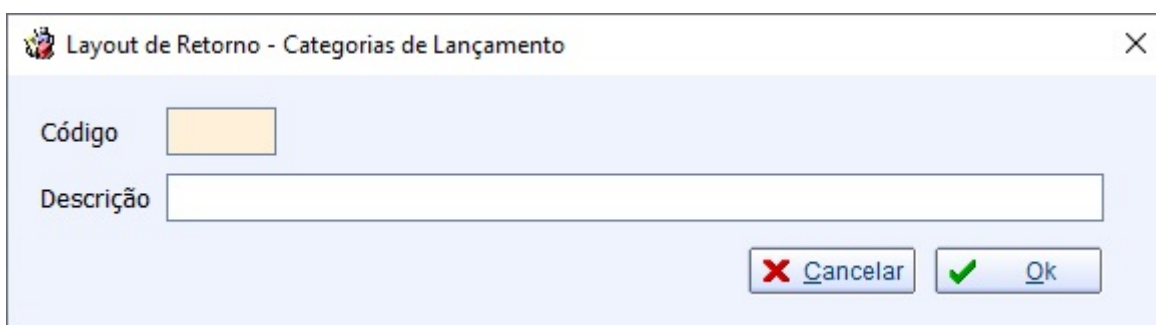 Layout de Retorno - Categorias de Lançamento
Código
Descrição
Cancelar Ok